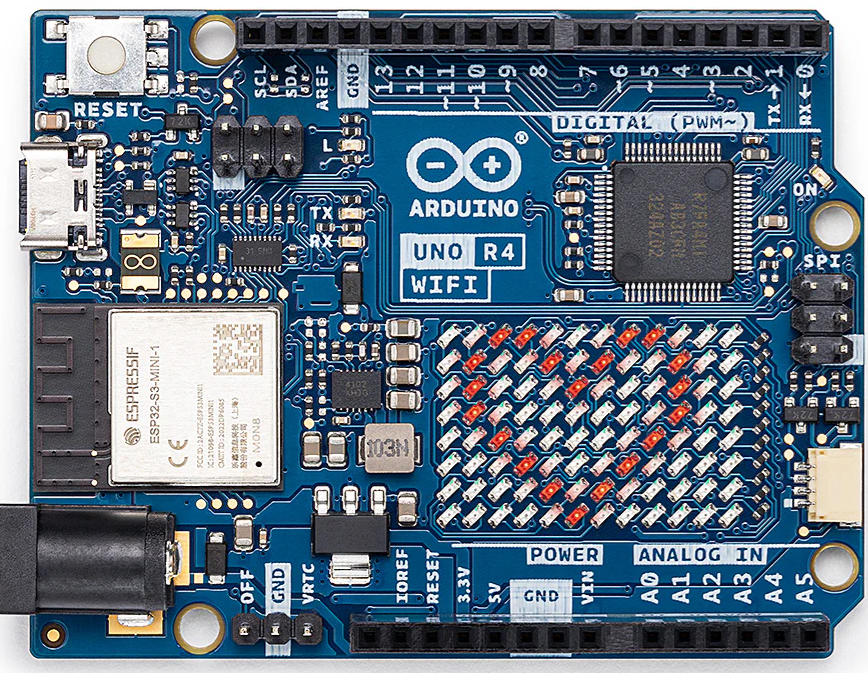 RESET
SCL
SDA
AREF
GND
13
12
~11
~10
~9
8
7
~6
~5
4
~3
2
TX→1
RX←0
DIGITAL (PWM~)
L
TX
RX
ARDUINO
®
UNO R4
WIFI
ON
SPI
ESPRESSIF
ESP32-S3-MINI-1
CE
103N
OFF
GND
VRTC
IOREF
RESET
3.3V
5V
GND
VIN
POWER
ANALOG IN
A0
A1
A2
A3
A4
A5